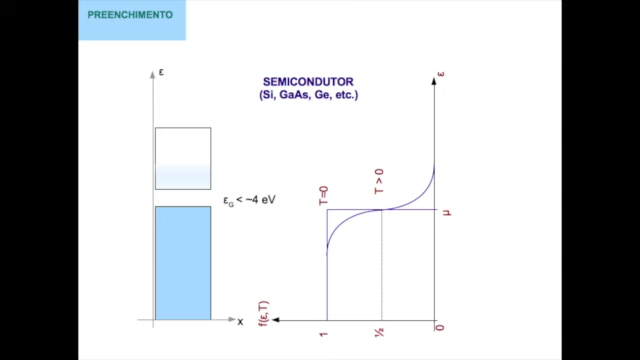 PREENCHIMENTO
SEMICONDUTOR
(Si, GaAs, Ge, etc.)
ε
x
ε_G < ~4 eV
ε
T=0
T > 0
μ
f(ε,T)
1
½
0